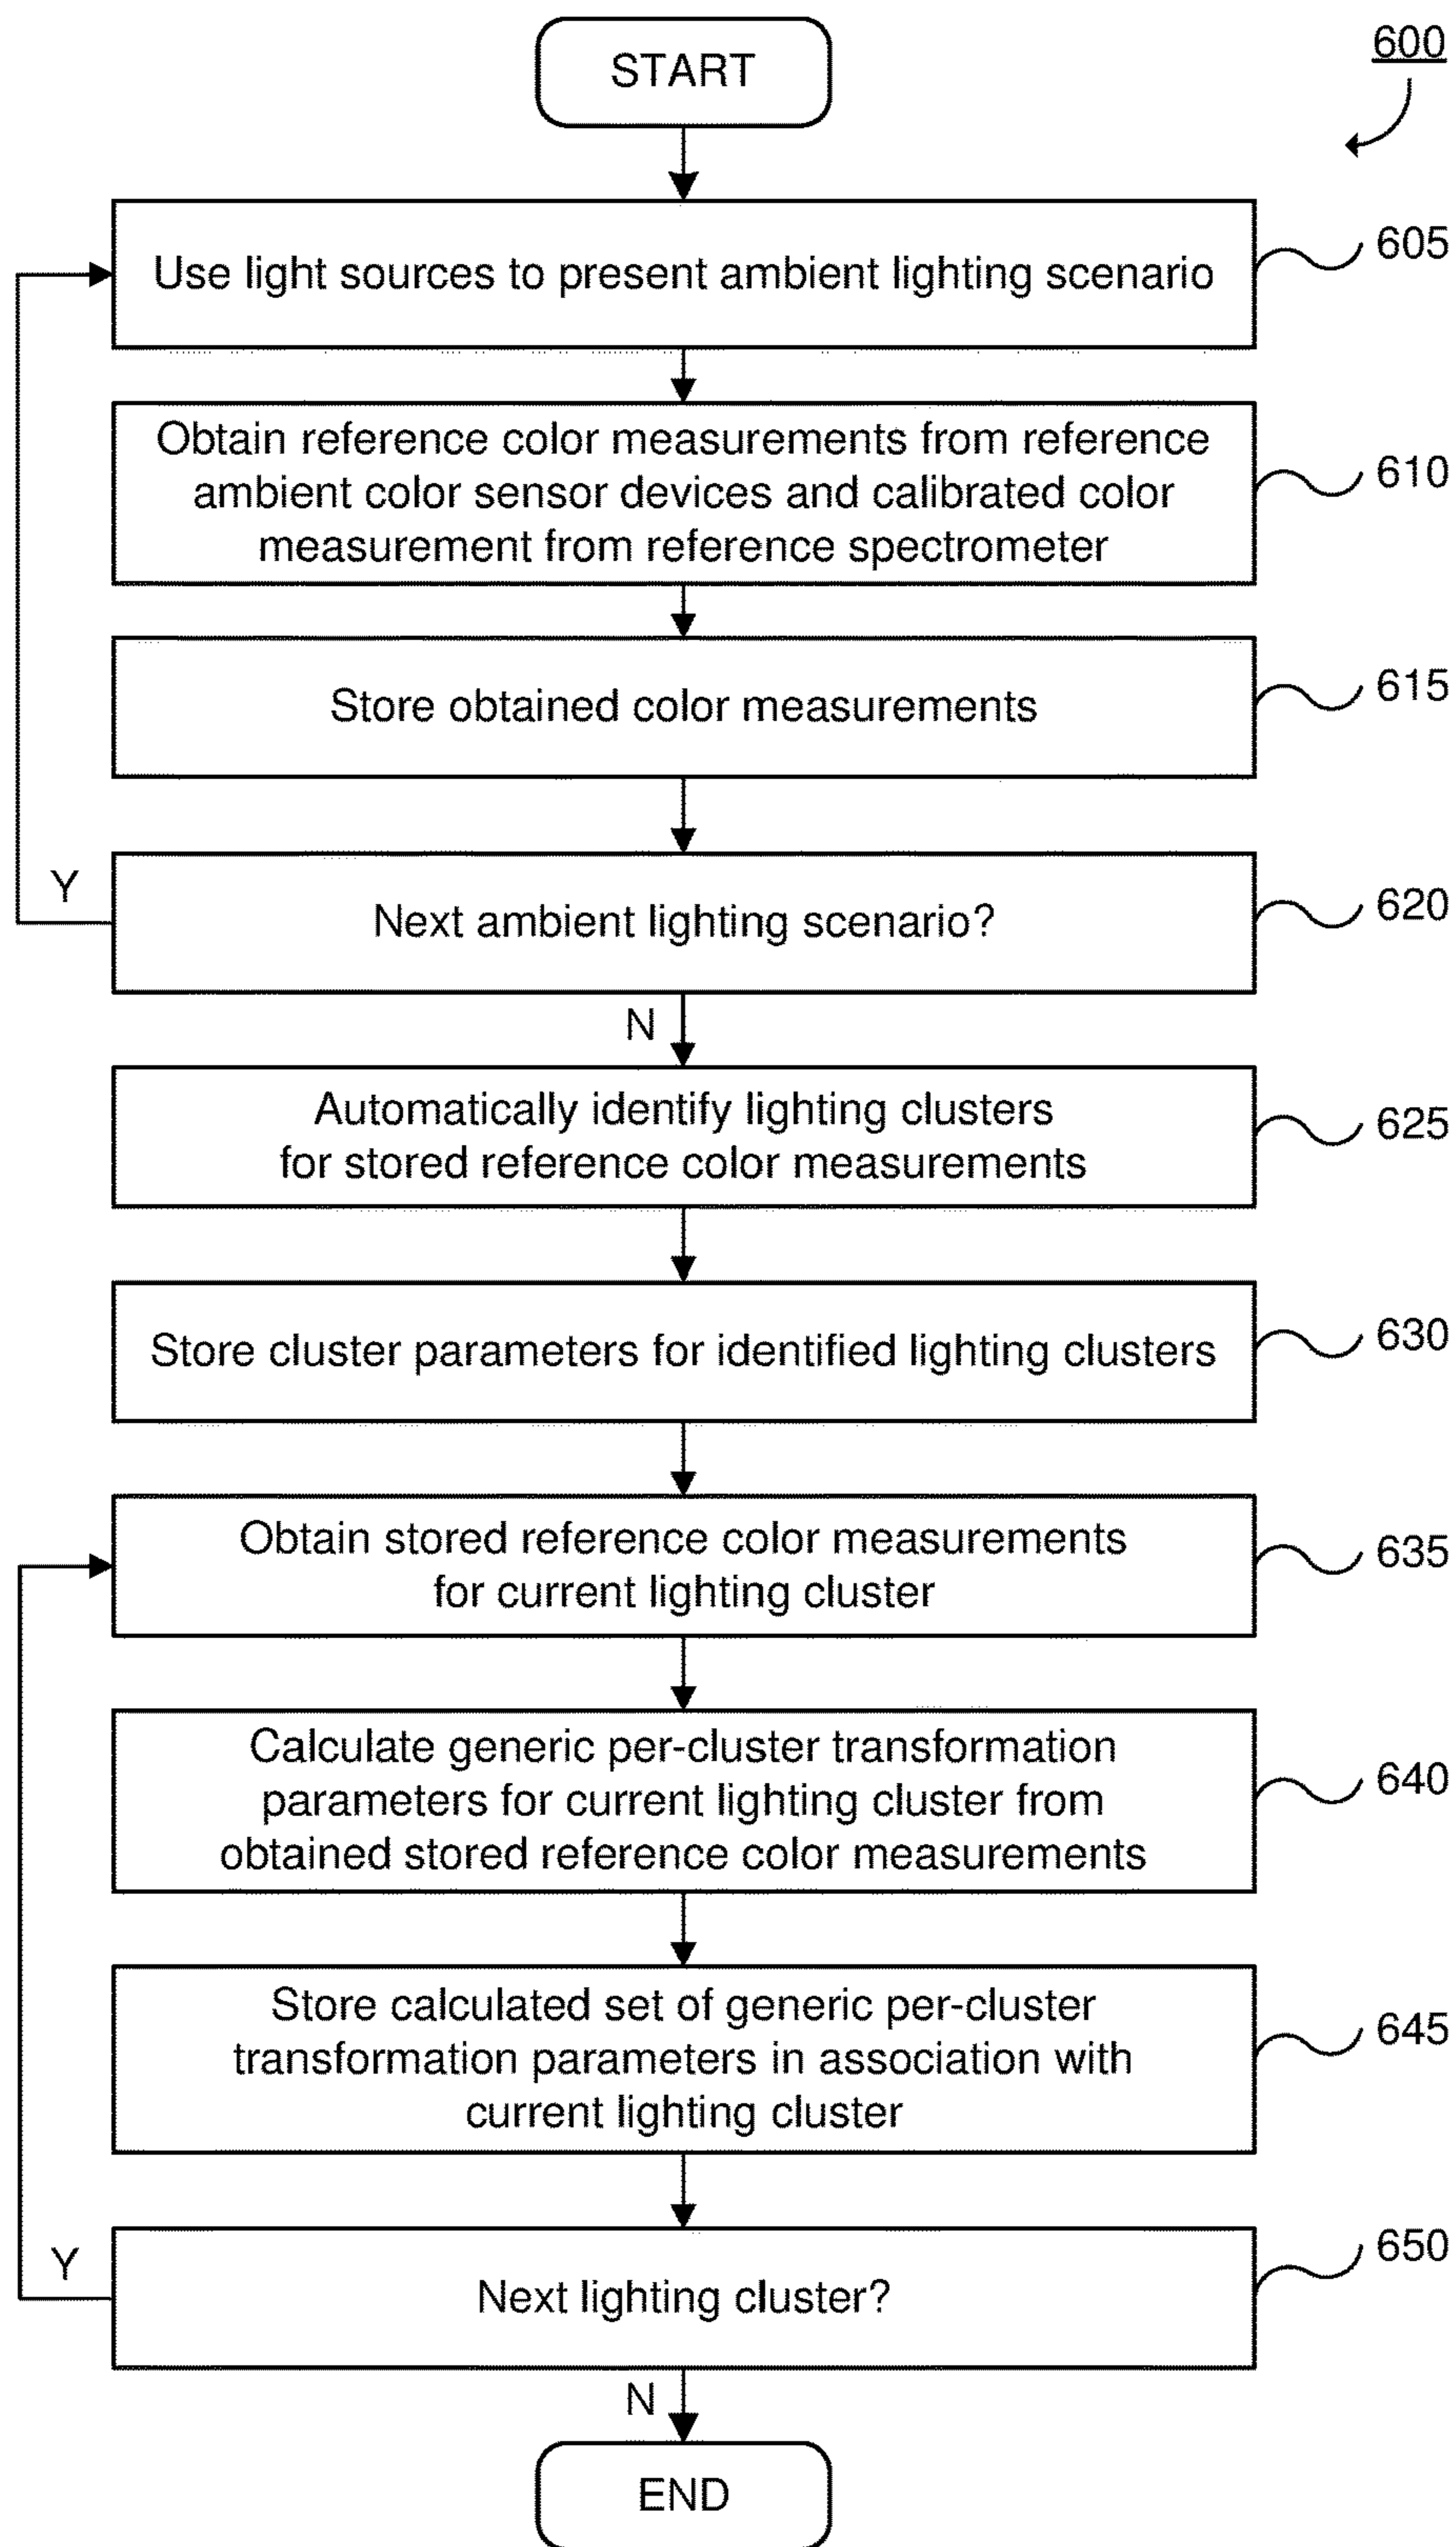 START
600
Use light sources to present ambient lighting scenario
605
Obtain reference color measurements from reference
ambient color sensor devices and calibrated color
measurement from reference spectrometer
610
Store obtained color measurements
615
Y
Next ambient lighting scenario?
620
N
Automatically identify lighting clusters
for stored reference color measurements
625
Store cluster parameters for identified lighting clusters
630
Obtain stored reference color measurements
for current lighting cluster
635
Calculate generic per-cluster transformation
parameters for current lighting cluster from
obtained stored reference color measurements
640
Store calculated set of generic per-cluster
transformation parameters in association with
current lighting cluster
645
Y
Next lighting cluster?
650
N
END